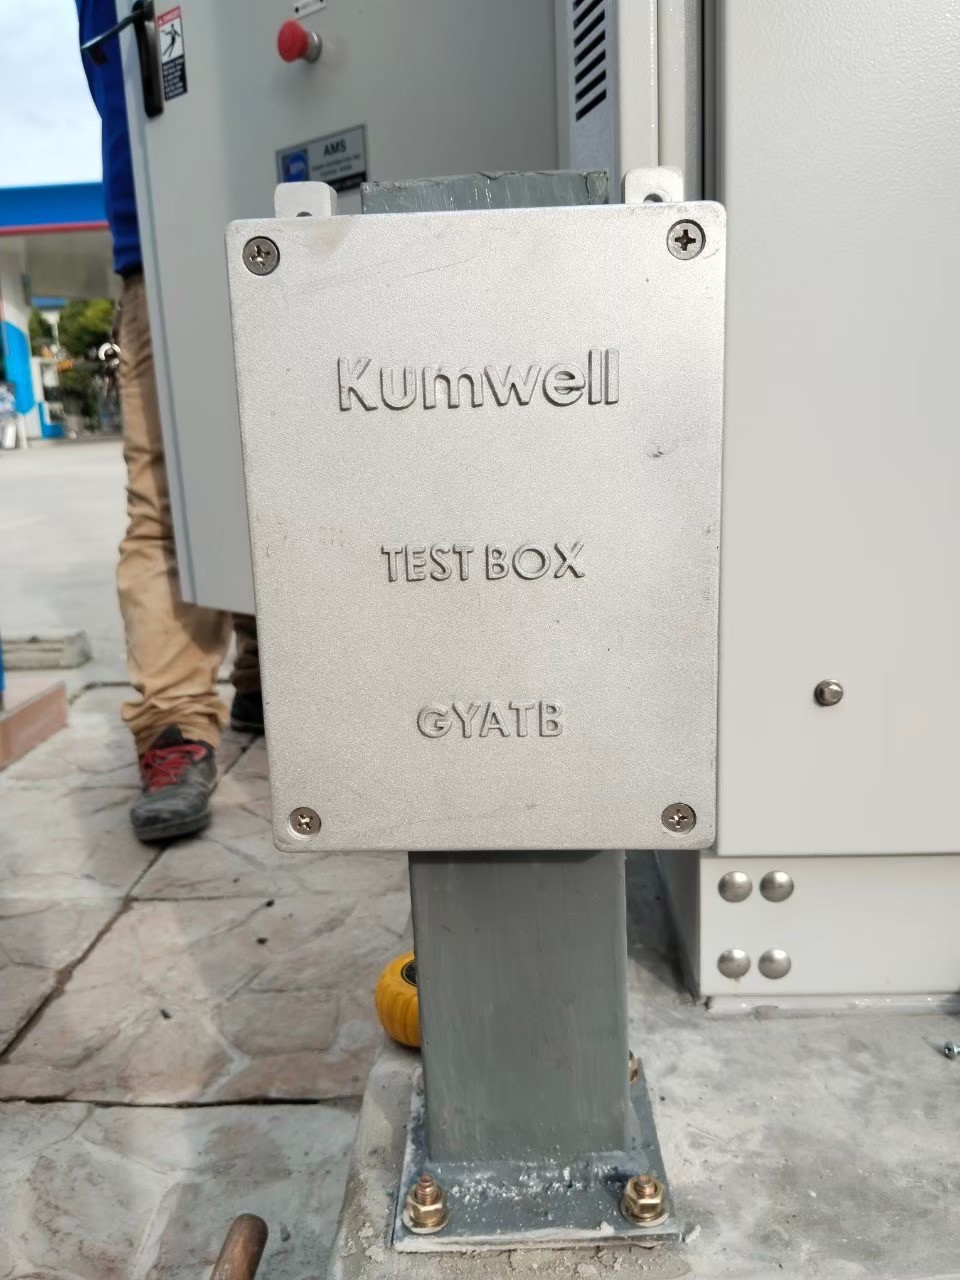 AMS
Kumwell
TEST BOX
GYATB